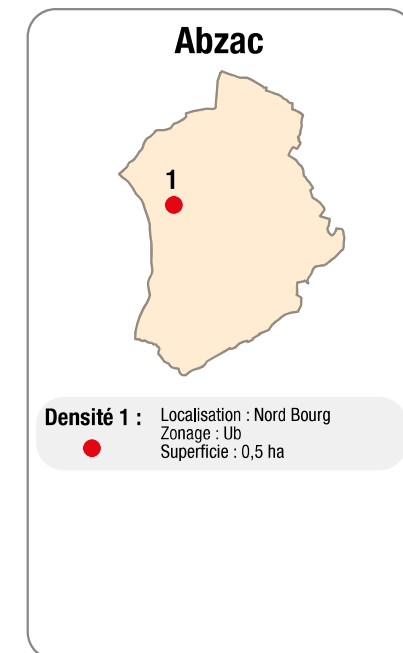 Abzac
1
Densité 1 : Localisation : Nord Bourg
Zonage : Ub
Superficie : 0,5 ha